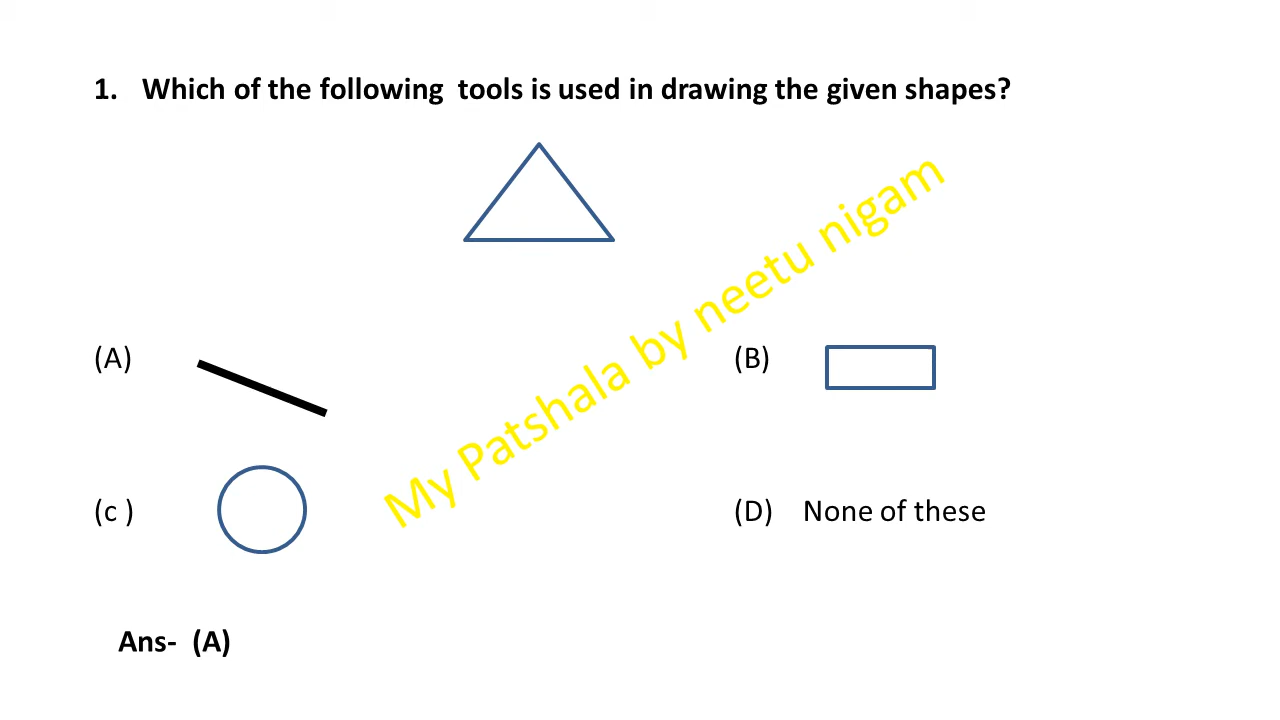 1. Which of the following tools is used in drawing the given shapes?
My Patshala by neetu nigam
(A)
(B)
(c )
(D) None of these
Ans- (A)